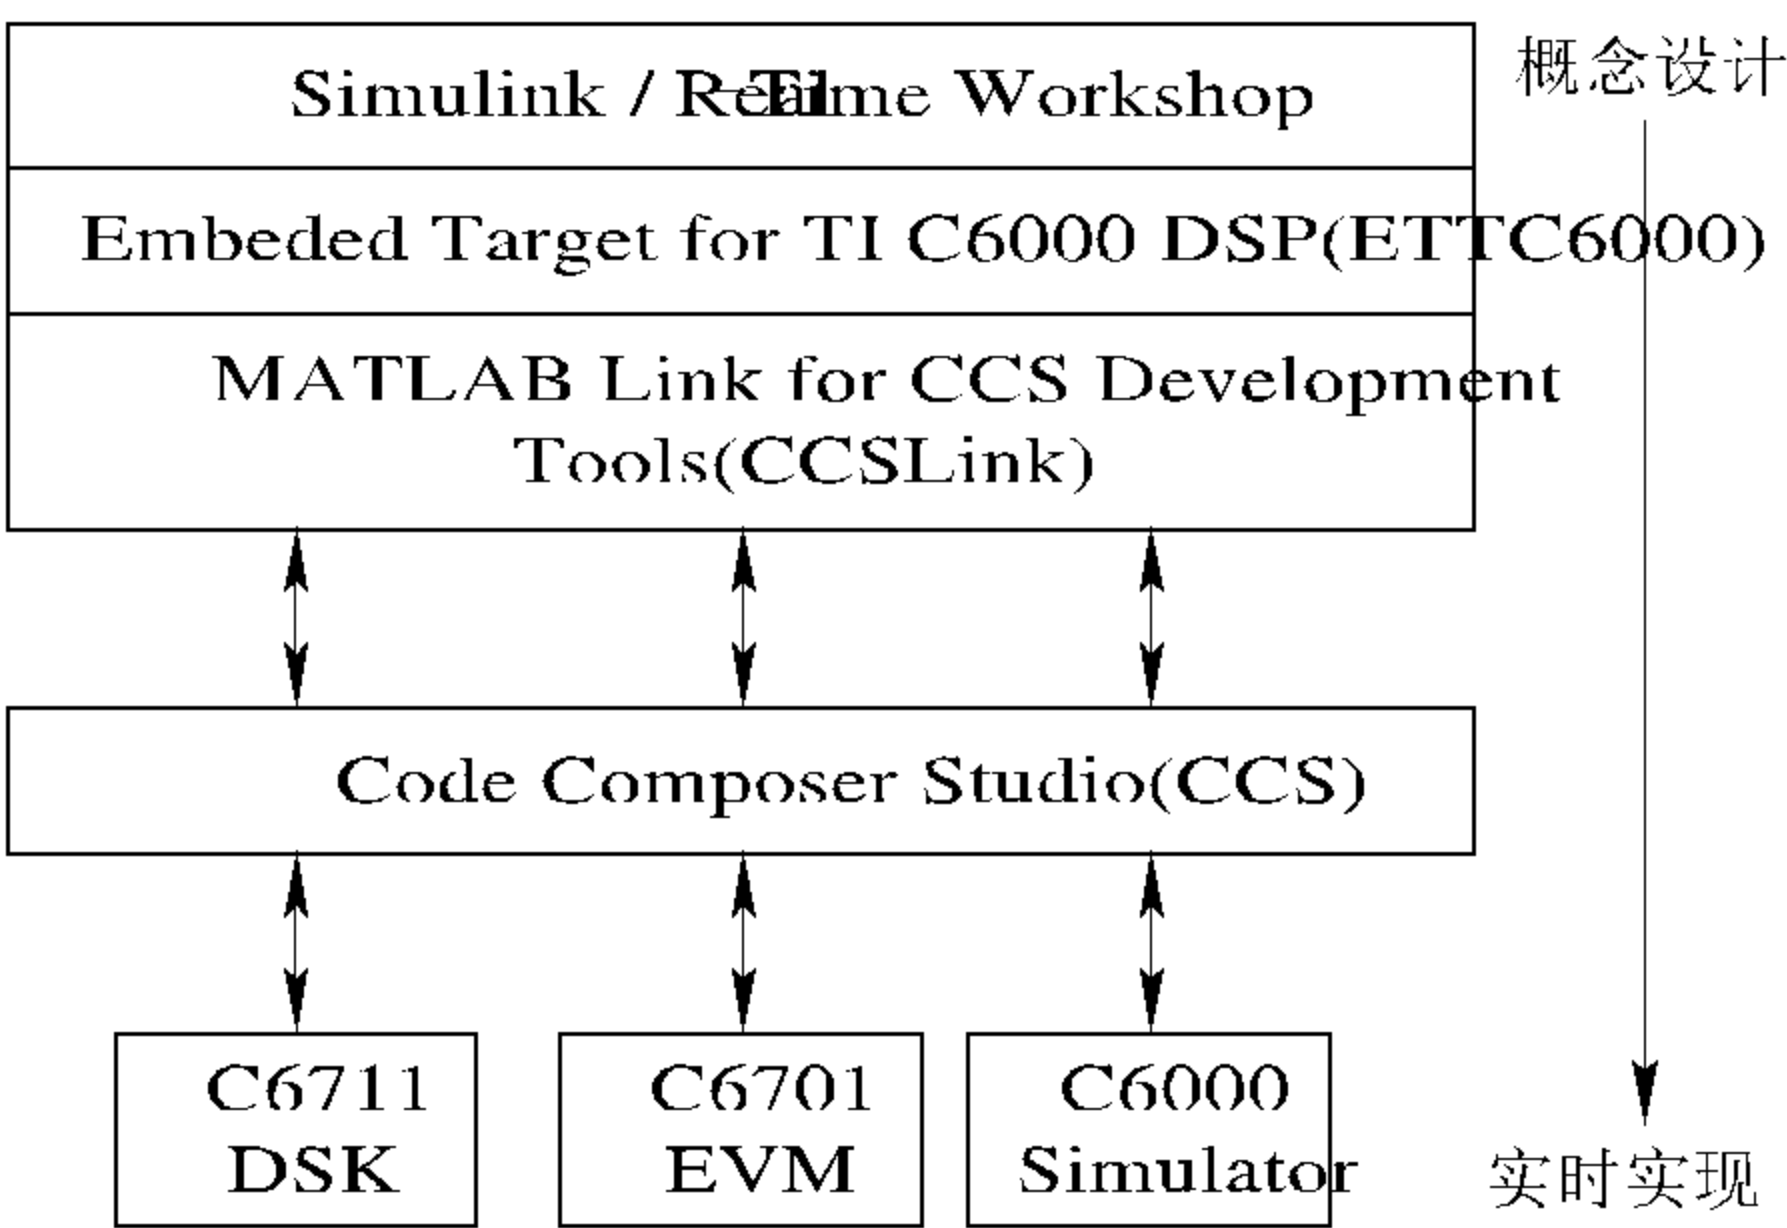 Simulink / Real-Time Workshop
概念设计
Embeded Target for TI C6000 DSP(ETTC6000)
MATLAB Link for CCS Development
Tools(CCSLink)
Code Composer Studio(CCS)
C6711
DSK
C6701
EVM
C6000
Simulator
实时实现